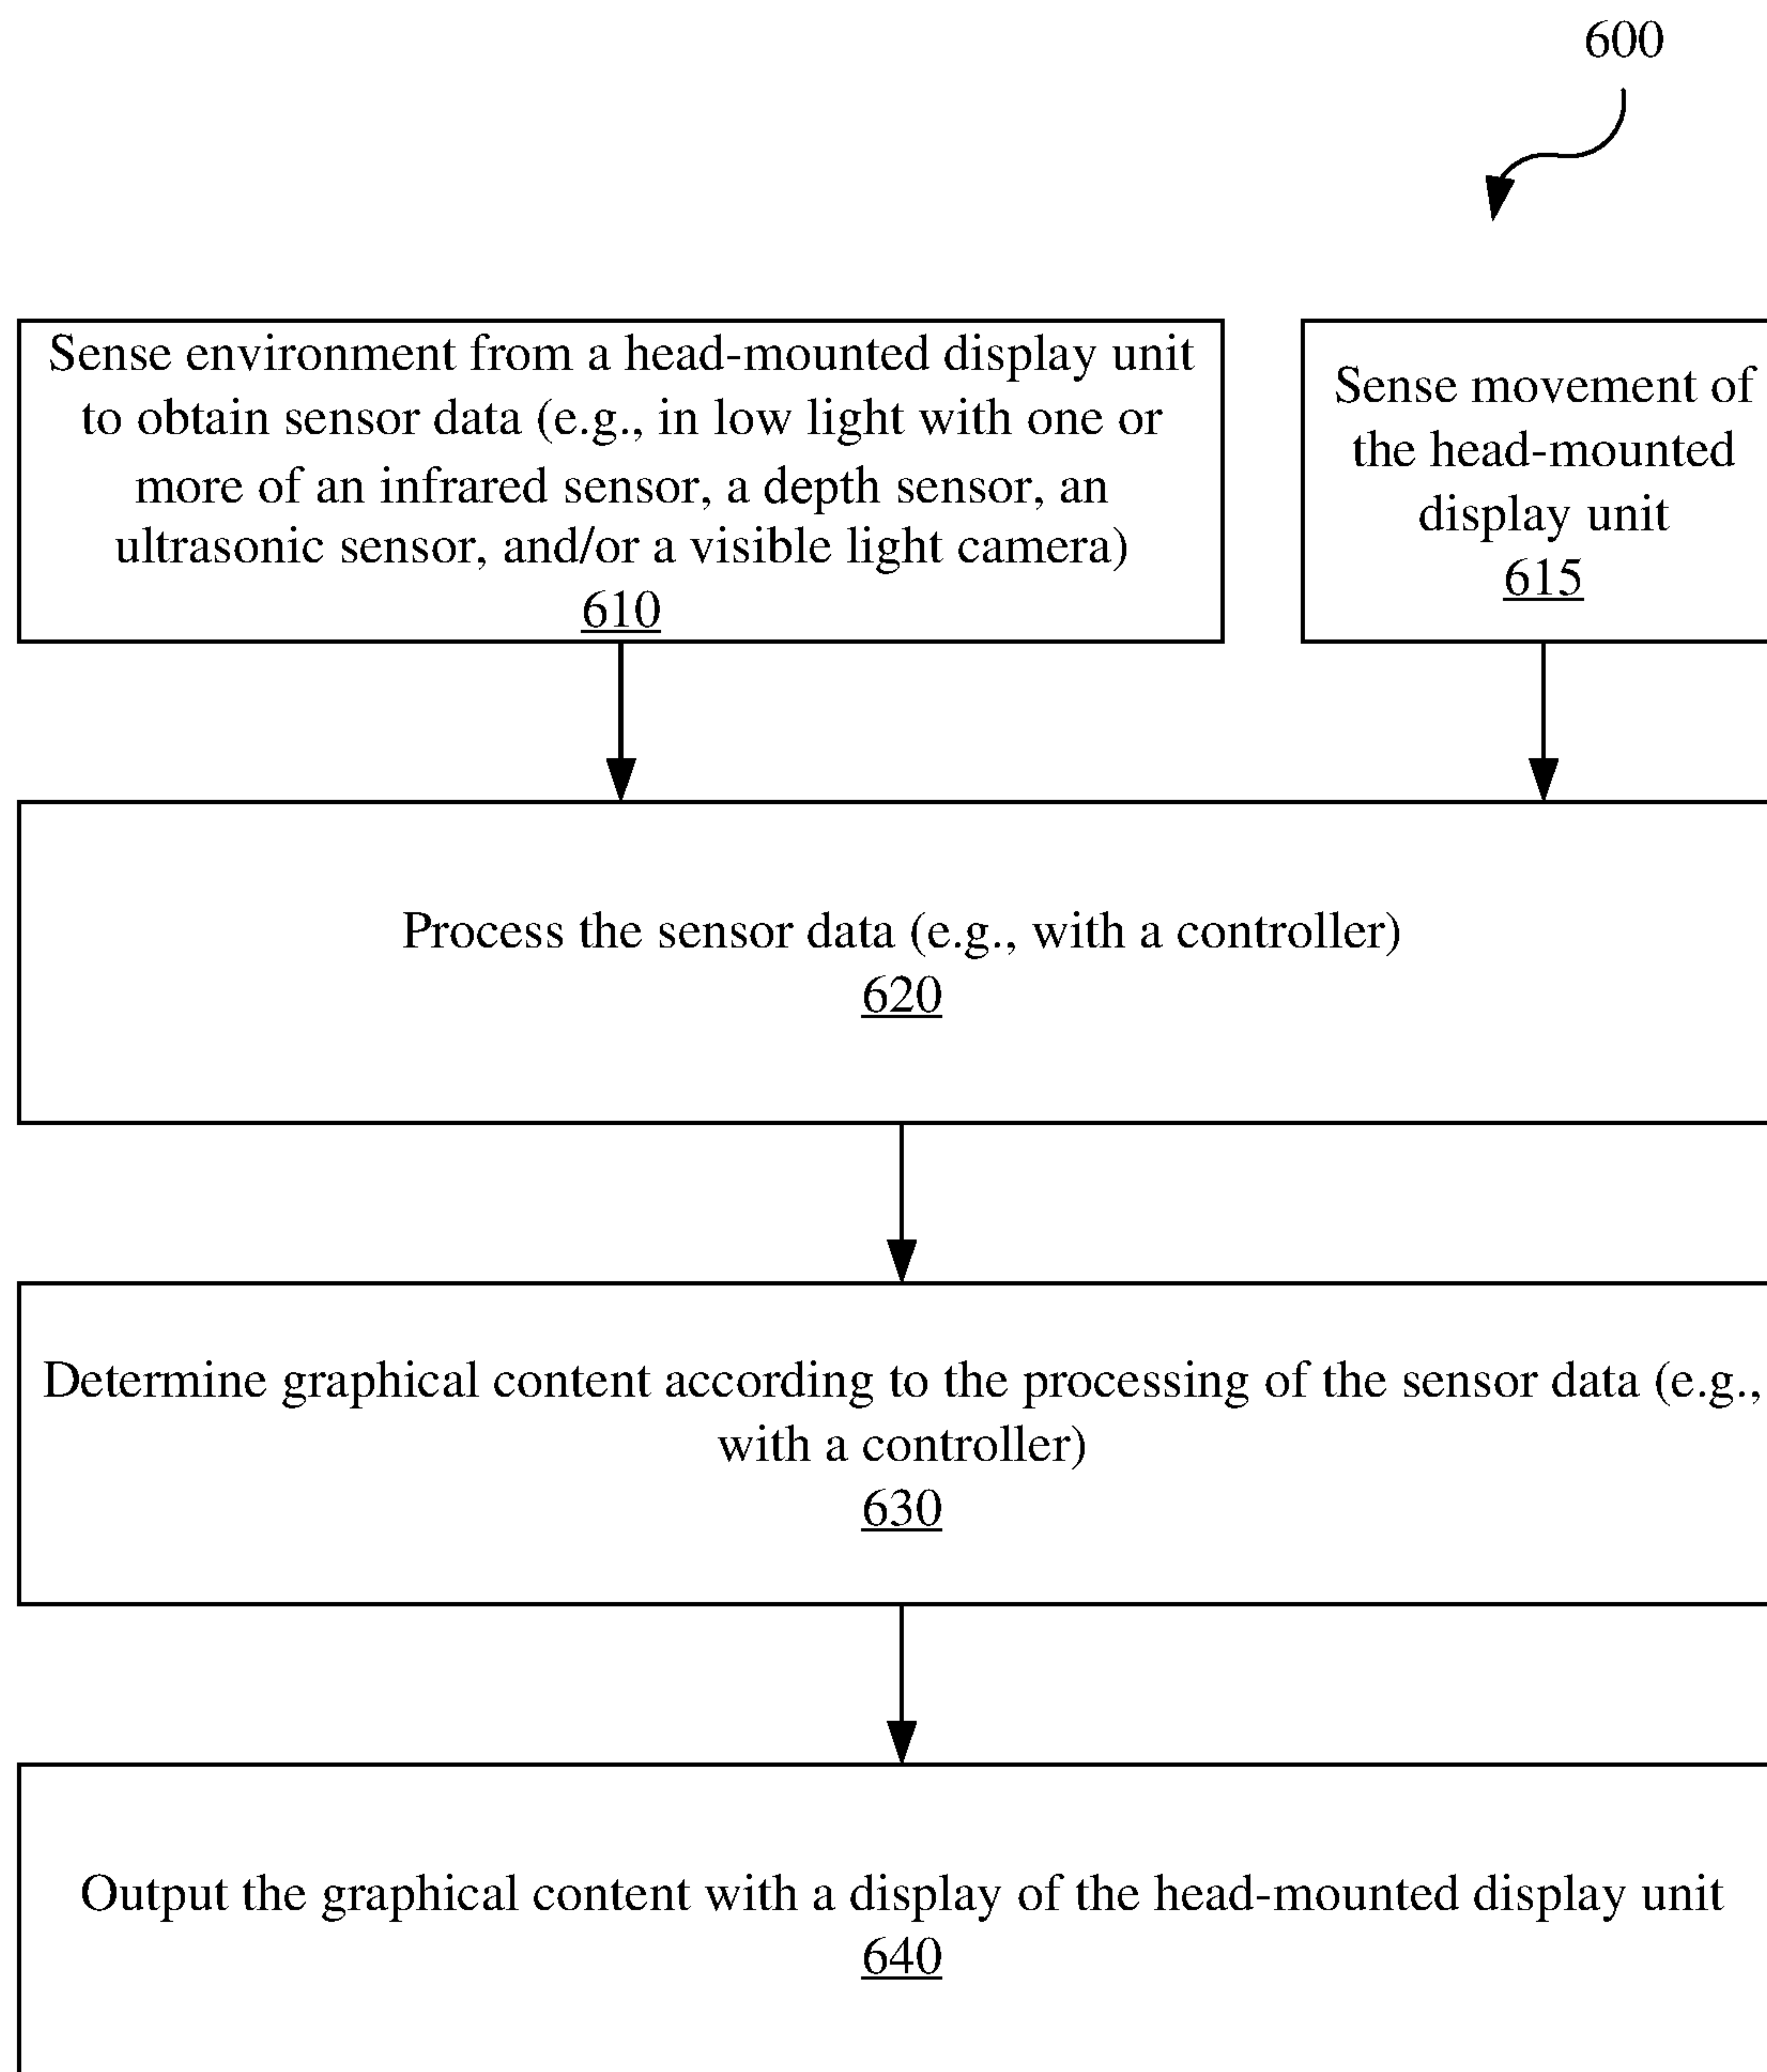 600
Sense environment from a head-mounted display unit
to obtain sensor data (e.g., in low light with one or
more of an infrared sensor, a depth sensor, an
ultrasonic sensor, and/or a visible light camera)
610
Sense movement of
the head-mounted
display unit
615
Process the sensor data (e.g., with a controller)
620
Determine graphical content according to the processing of the sensor data (e.g.,
with a controller)
630
Output the graphical content with a display of the head-mounted display unit
640